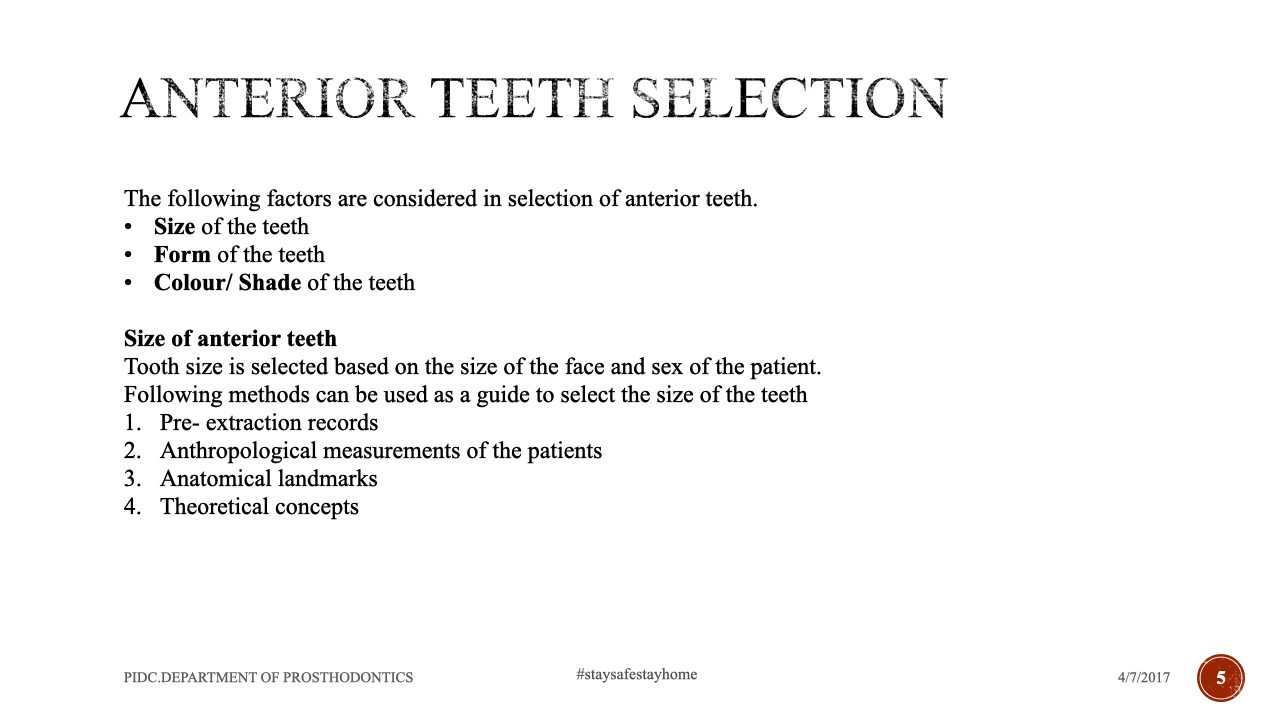 ANTERIOR TEETH SELECTION
The following factors are considered in selection of anterior teeth.
• Size of the teeth
• Form of the teeth
• Colour/ Shade of the teeth
Size of anterior teeth
Tooth size is selected based on the size of the face and sex of the patient.
Following methods can be used as a guide to select the size of the teeth
1. Pre- extraction records
2. Anthropological measurements of the patients
3. Anatomical landmarks
4. Theoretical concepts
PIDC.DEPARTMENT OF PROSTHODONTICS
#staysafestayhome
4/7/2017
5